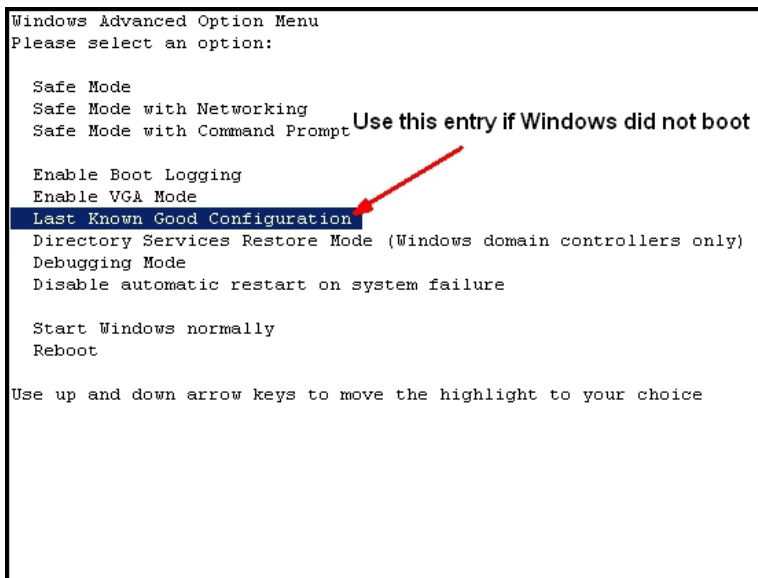 Windows Advanced Option Menu
Please select an option:
Safe Mode
Safe Mode with Networking
Safe Mode with Command Prompt
Use this entry if Windows did not boot
Enable Boot Logging
Enable VGA Mode
Last Known Good Configuration
Directory Services Restore Mode (Windows domain controllers only)
Debugging Mode
Disable automatic restart on system failure
Start Windows normally
Reboot
Use up and down arrow keys to move the highlight to your choice